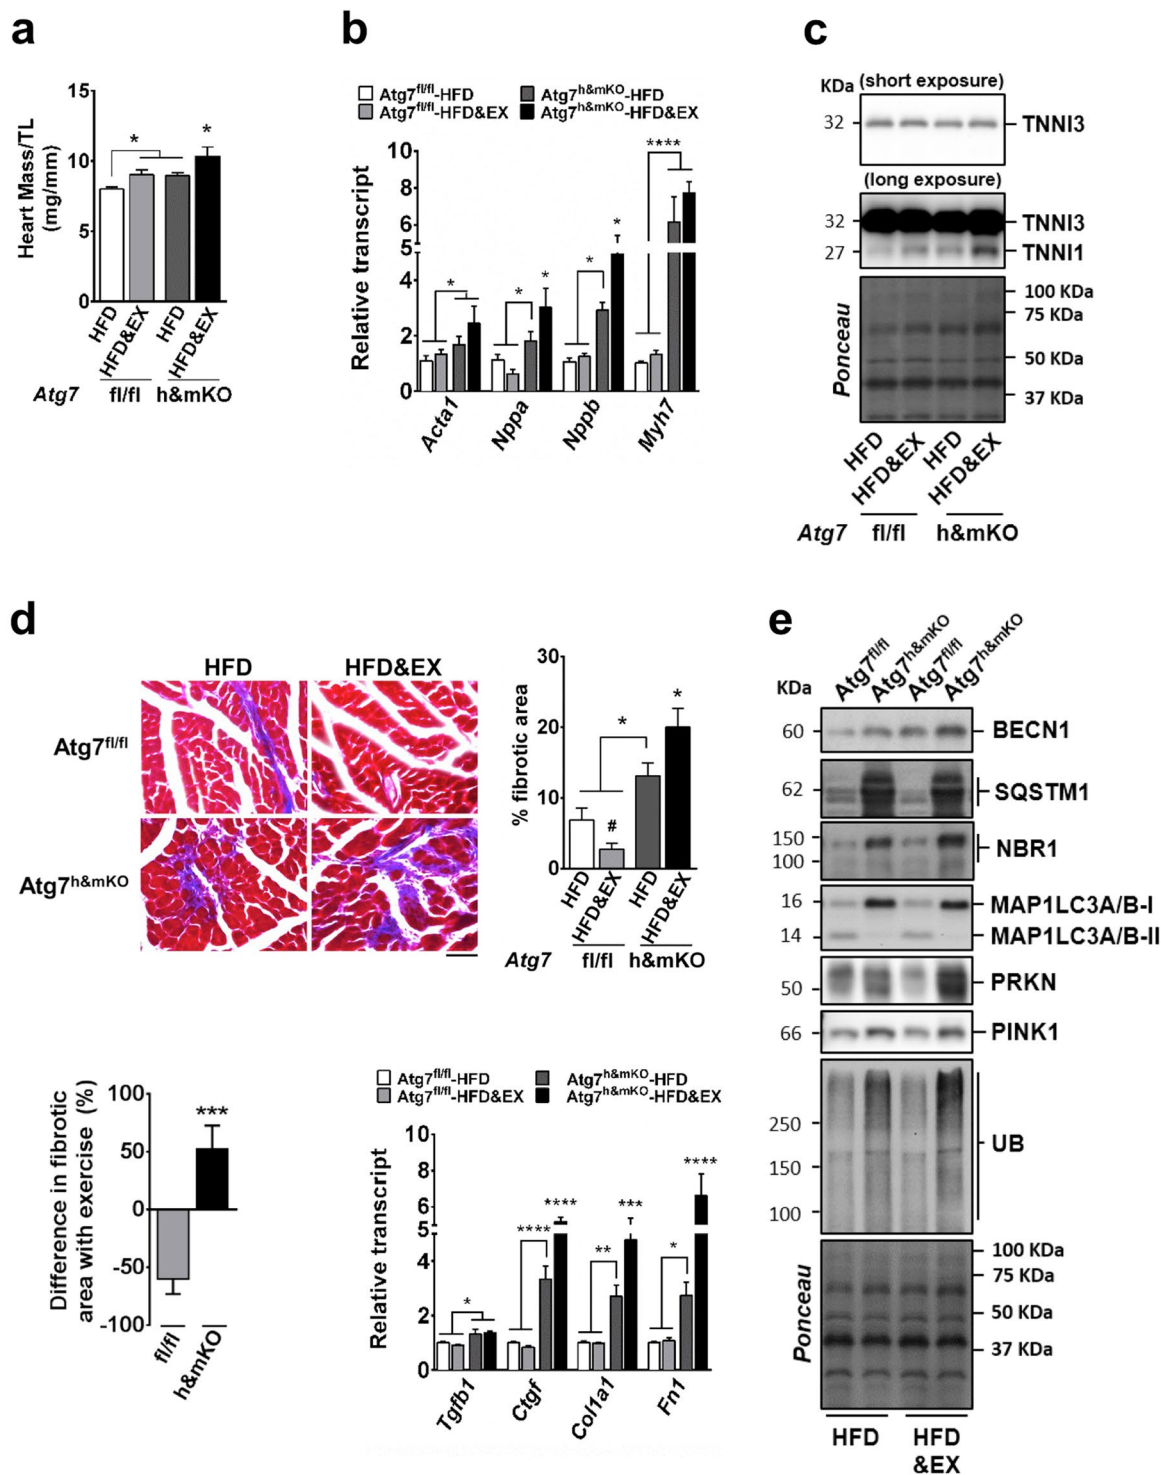 a
15
10
5
0
Heart Mass/TL
(mg/mm)
*
*
HFD
HFD&EX
HFD
HFD&EX
Atg7 fl/fl h&mKO
b
Atg7fl/fl-HFD Atg7h&mKO-HFD
Atg7fl/fl-HFD&EX Atg7h&mKO-HFD&EX
Relative transcript
10
8
6
5
4
2
0
*
*
*
*
*
****
Acta1
Nppa
Nppb
Myh7
c
KDa (short exposure)
32 TNNI3
(long exposure)
32 TNNI3
27 TNNI1
Ponceau
100 KDa
75 KDa
50 KDa
37 KDa
HFD
HFD&EX
HFD
HFD&EX
Atg7 fl/fl h&mKO
d
HFD HFD&EX
Atg7fl/fl
Atg7h&mKO
% fibrotic area
30
20
10
0
*
*
#
HFD
HFD&EX
HFD
HFD&EX
Atg7 fl/fl h&mKO
Difference in fibrotic
area with exercise (%)
100
50
0
-50
-100
***
fl/fl
h&mKO
Atg7fl/fl-HFD Atg7h&mKO-HFD
Atg7fl/fl-HFD&EX Atg7h&mKO-HFD&EX
Relative transcript
10
8
6
5
4
2
0
*
****
****
**
***
*
****
Tgfb1
Ctgf
Col1a1
Fn1
e
Atg7fl/fl
Atg7h&mKO
Atg7fl/fl
Atg7h&mKO
KDa
60 BECN1
62 SQSTM1
150 NBR1
100
16 MAP1LC3A/B-I
14 MAP1LC3A/B-II
50 PRKN
66 PINK1
250
150
100
UB
Ponceau
100 KDa
75 KDa
50 KDa
37 KDa
HFD HFD
&EX